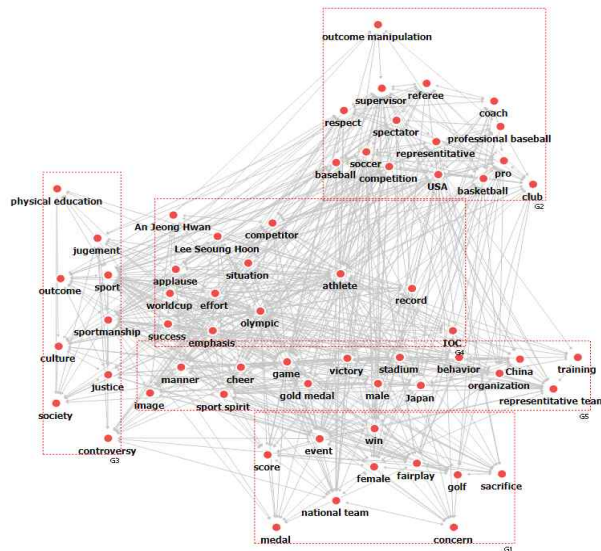 outcome manipulation
supervisor
referee
coach
respect
spectator
professional baseball
representitative
soccer
baseball
competition
pro
USA
basketball
club
G2
physical education
An Jeong Hwan
competitor
jugement
Lee Seoung Hoon
outcome
sport
applause
situation
athlete
worldcup
effort
record
olympic
sportmanship
success
emphasis
IOC
G4
culture
manner
cheer
game
victory
stadium
behavior
China
training
justice
gold medal
male
Japan
organization
image
sport spirit
representitative team
G5
society
controversy
G3
win
event
score
female
fairplay
golf
sacrifice
national team
medal
concern
G1